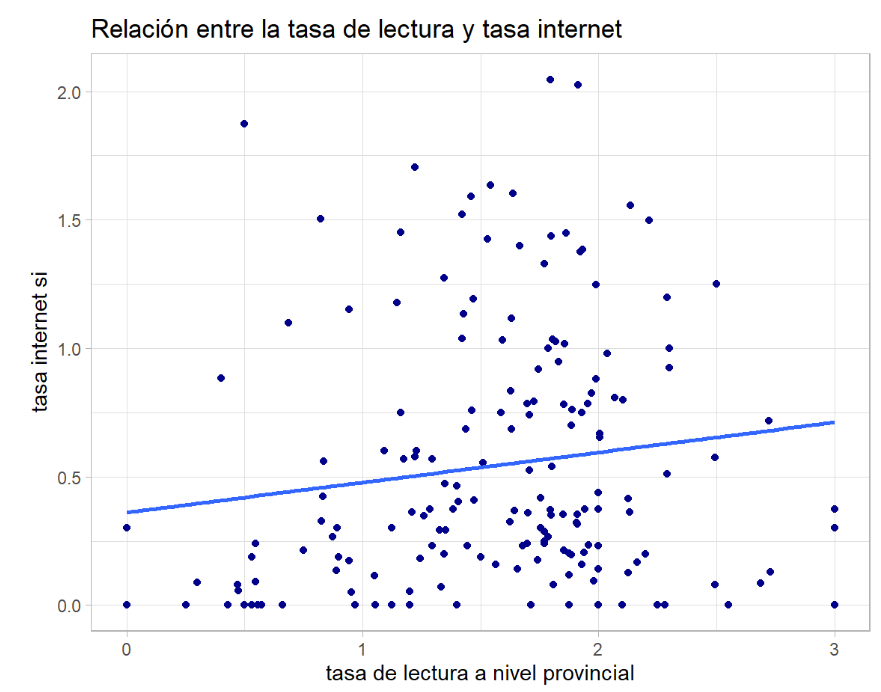 Relación entre la tasa de lectura y tasa internet
2.0
1.5
1.0
0.5
0.0
tasa internet si
0 1 2 3
tasa de lectura a nivel provincial